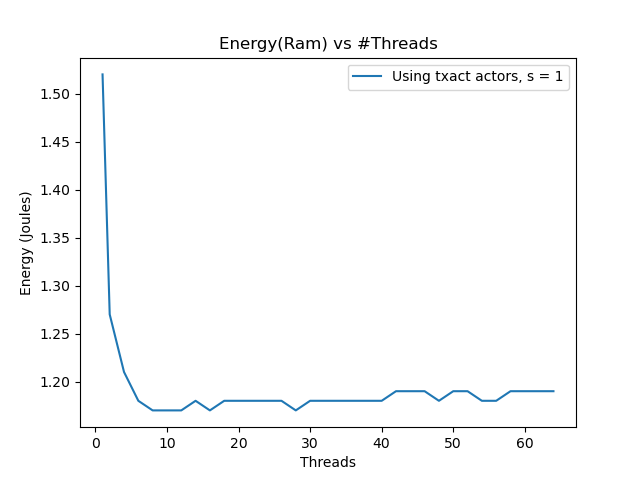 Energy(Ram) vs #Threads
Using txact actors, s = 1
Energy (Joules)
1.50
1.45
1.40
1.35
1.30
1.25
1.20
0 10 20 30 40 50 60
Threads